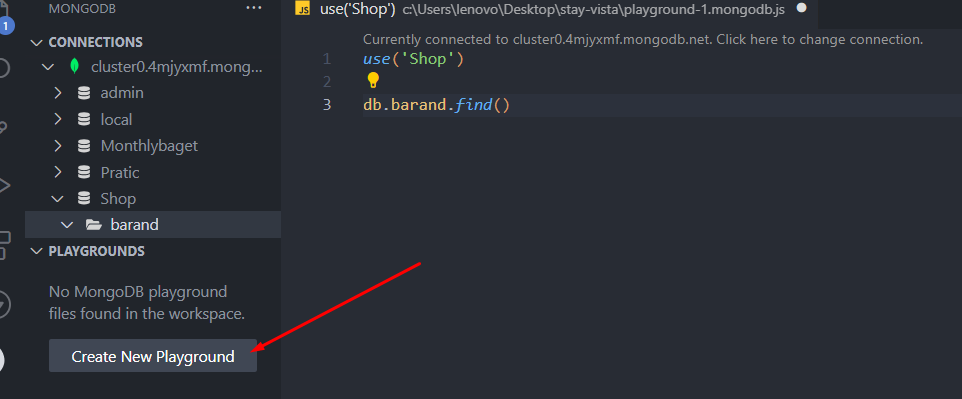 1
MONGODB ...
CONNECTIONS
cluster0.4mjyxmf.mong...
admin
local
Monthlybaget
Pratic
Shop
barand
PLAYGROUNDS
No MongoDB playground
files found in the workspace.
Create New Playground
JS use('Shop') c:\Users\lenovo\Desktop\stay-vista\playground-1.mongodb.js
Currently connected to cluster0.4mjyxmf.mongodb.net. Click here to change connection.
1 use('Shop')
2
3 db.barand.find()